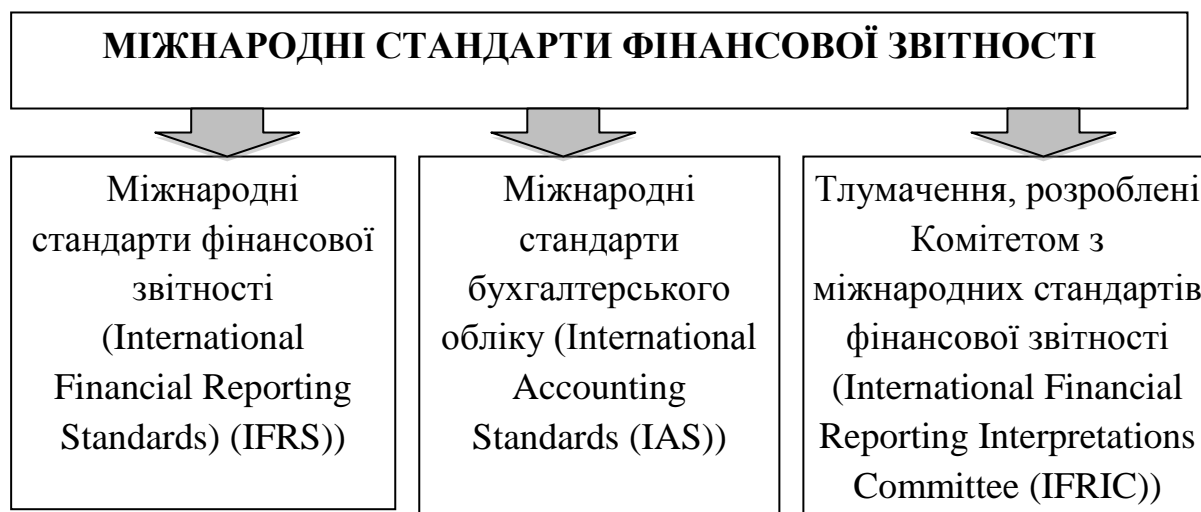 МІЖНАРОДНІ СТАНДАРТИ ФІНАНСОВОЇ ЗВІТНОСТІ
Міжнародні
стандарти фінансової
звітності
(International
Financial Reporting
Standards) (IFRS))
Міжнародні
стандарти
бухгалтерського
обліку (International
Accounting
Standards (IAS))
Тлумачення, розроблені
Комітетом з
міжнародних стандартів
фінансової звітності
(International Financial
Reporting Interpretations
Committee (IFRIC))